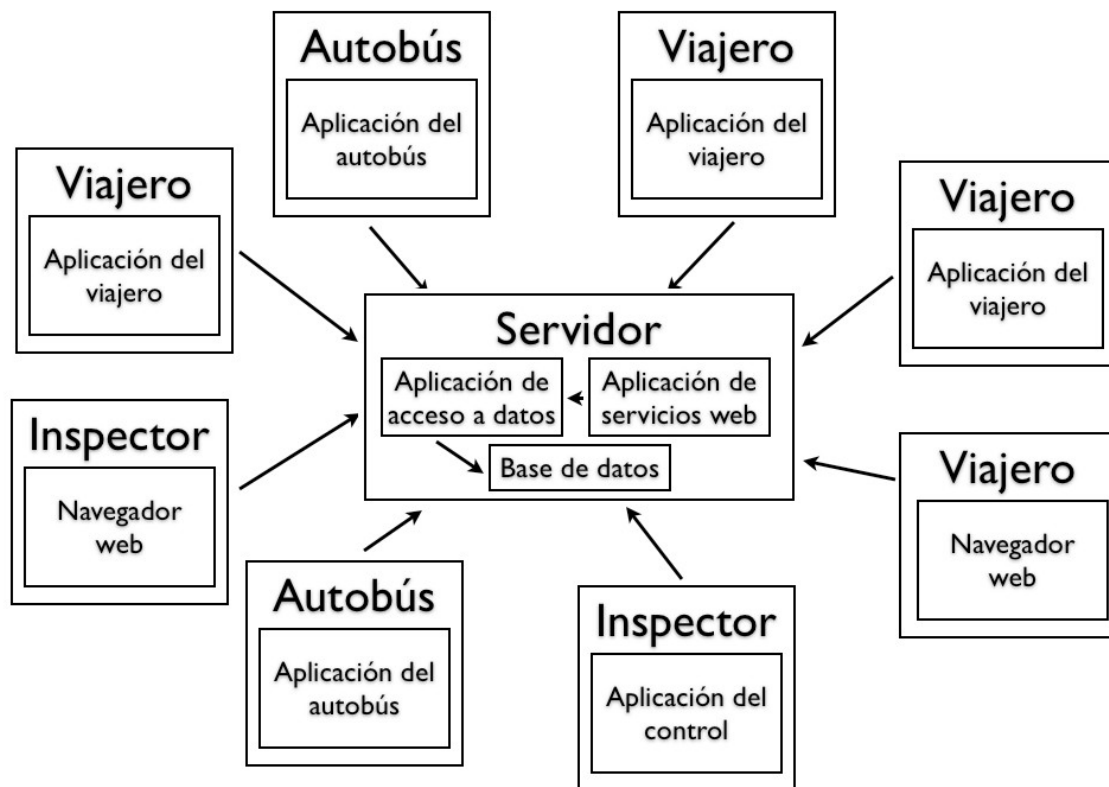 Autobús
Aplicación del
autobús
Viajero
Aplicación del
viajero
Viajero
Aplicación del
viajero
Viajero
Aplicación del
viajero
Servidor
Aplicación de
acceso a datos
Aplicación de
servicios web
Base de datos
Inspector
Navegador
web
Viajero
Navegador
web
Autobús
Aplicación del
autobús
Inspector
Aplicación del
control